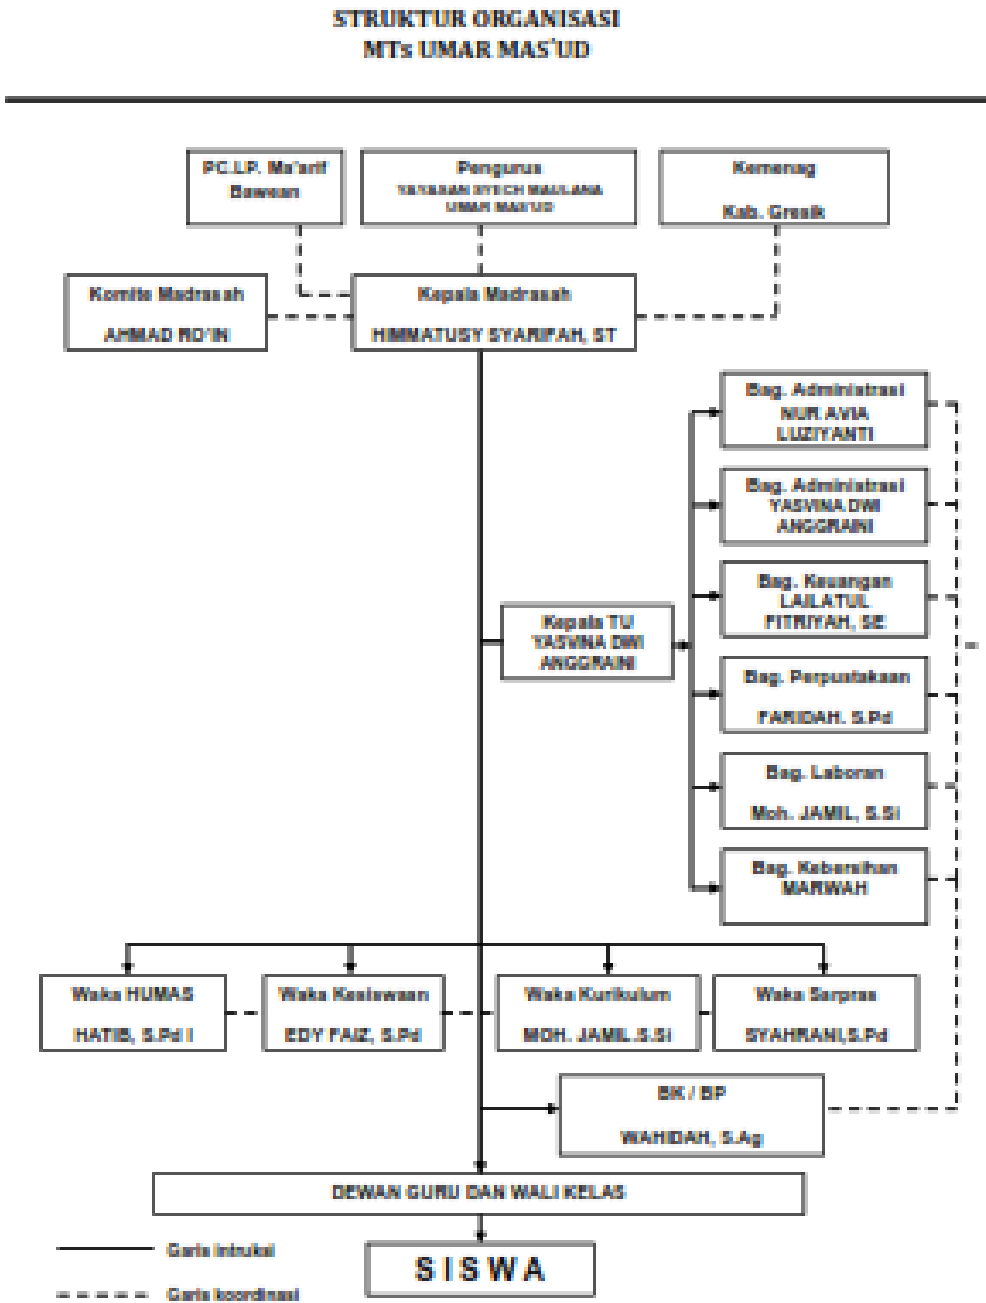 STRUKTUR ORGANISASI
MTs UMAR MAS'UD
PC.LP. Ma'arif
Bawean
Pengurus
YAYASAN SYECH MAULANA
UMAR MAS'UD
Kemenag
Kab. Gresik
Komite Madrasah
AHMAD RO'IN
Kepala Madrasah
HIMMATUSY SYARIFAH, ST
Bag. Administrasi
NUR AVIA
LUZIYANTI
Bag. Administrasi
YASVINA DWI
ANGGRAINI
Bag. Keuangan
LAILATUL
FITRIYAH, SE
Kepala TU
YASVINA DWI
ANGGRAINI
Bag. Perpustakaan
FARIDAH. S.Pd
Bag. Laboran
Moh. JAMIL, S.Si
Bag. Kebersihan
MARWAH
Waka HUMAS
HATIB, S.Pd I
Waka Kesiswaan
EDY FAIZ, S.Pd
Waka Kurikulum
MOH. JAMIL.S.Si
Waka Sarpras
SYAHRANI,S.Pd
BK / BP
WAHIDAH, S.Ag
DEWAN GURU DAN WALI KELAS
S I S W A
Garis intruksi
Garis koordinasi